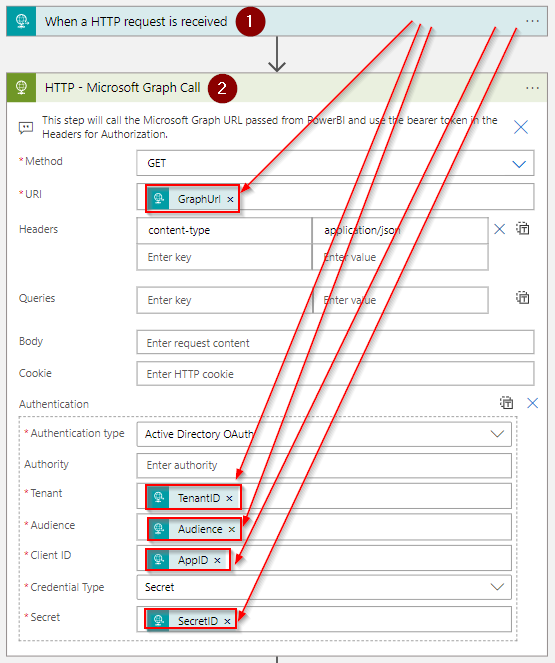 When a HTTP request is received 1
HTTP - Microsoft Graph Call 2
This step will call the Microsoft Graph URL passed from PowerBI and use the bearer token in the
Headers for Authorization.
* Method GET
* URI GraphUrl ×
Headers content-type application/json
Enter key Enter value
Queries Enter key Enter value
Body Enter request content
Cookie Enter HTTP cookie
Authentication
* Authentication type Active Directory OAuth
Authority Enter authority
* Tenant TenantID ×
* Audience Audience ×
* Client ID AppID ×
* Credential Type Secret
* Secret SecretID ×